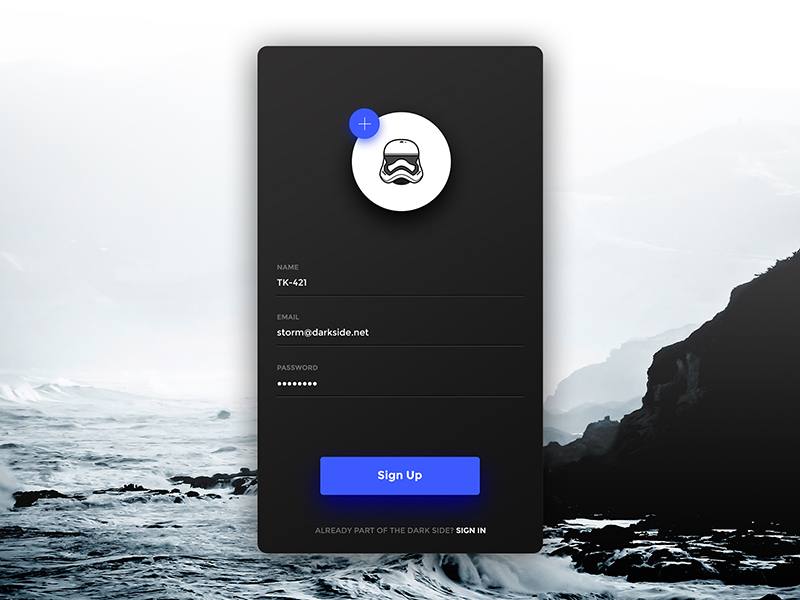 NAME
TK-421
EMAIL
storm@darkside.net
PASSWORD
••••••••
Sign Up
ALREADY PART OF THE DARK SIDE? SIGN IN